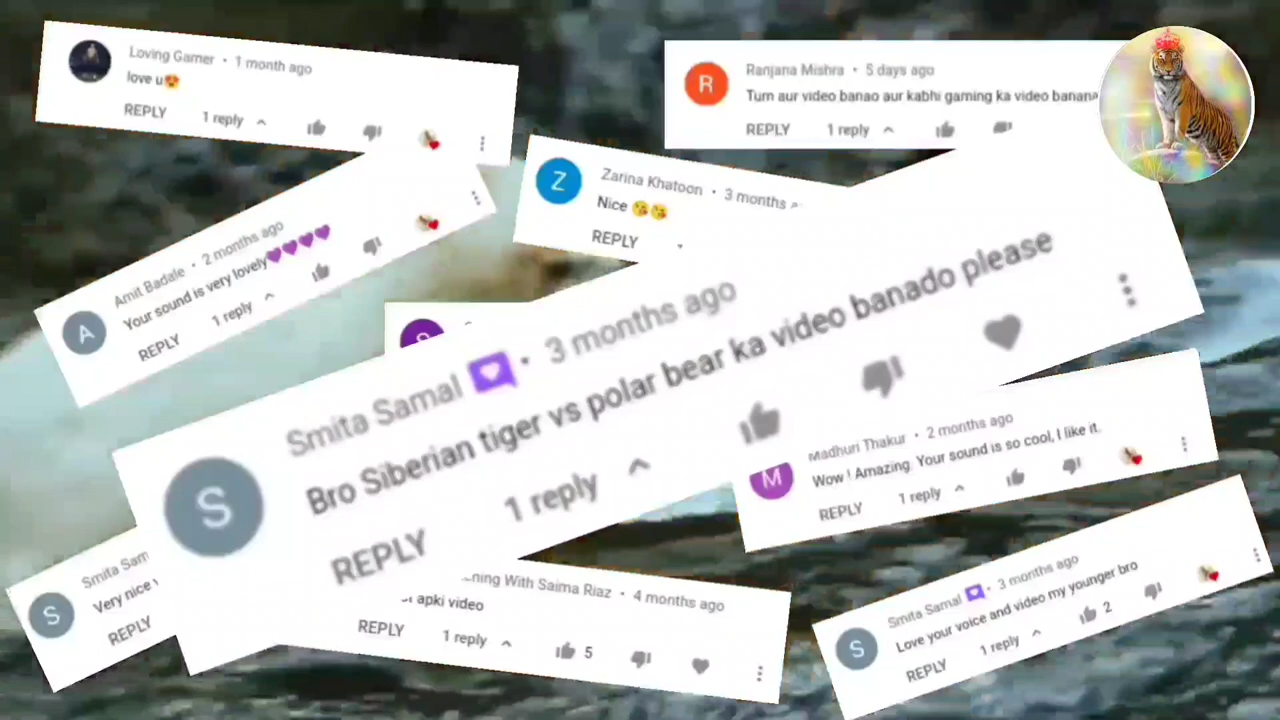 Loving Gamer • 1 month ago
love u😍
REPLY
1 reply
Ranjana Mishra • 5 days ago
Tum aur video banao aur kabhi gaming ka video banana
REPLY
1 reply
Zarina Khatoon • 3 months
Nice 😘😘
REPLY
Amit Badale • 2 months ago
Your sound is very lovely💜💜💜💜
REPLY
1 reply
Smita Samal • 3 months ago
Bro Siberian tiger vs polar bear ka video banado please
REPLY
1 reply
Madhuri Thakur • 2 months ago
Wow ! Amazing. Your sound is so cool, I like it.
REPLY
1 reply
Smita
Very nice
REPLY
With Saima Riaz • 4 months ago
apki video
REPLY
1 reply
5
Smita Samal • 3 months ago
Love your voice and video my younger bro
REPLY
1 reply
2
A
Z
R
S
M
S
S